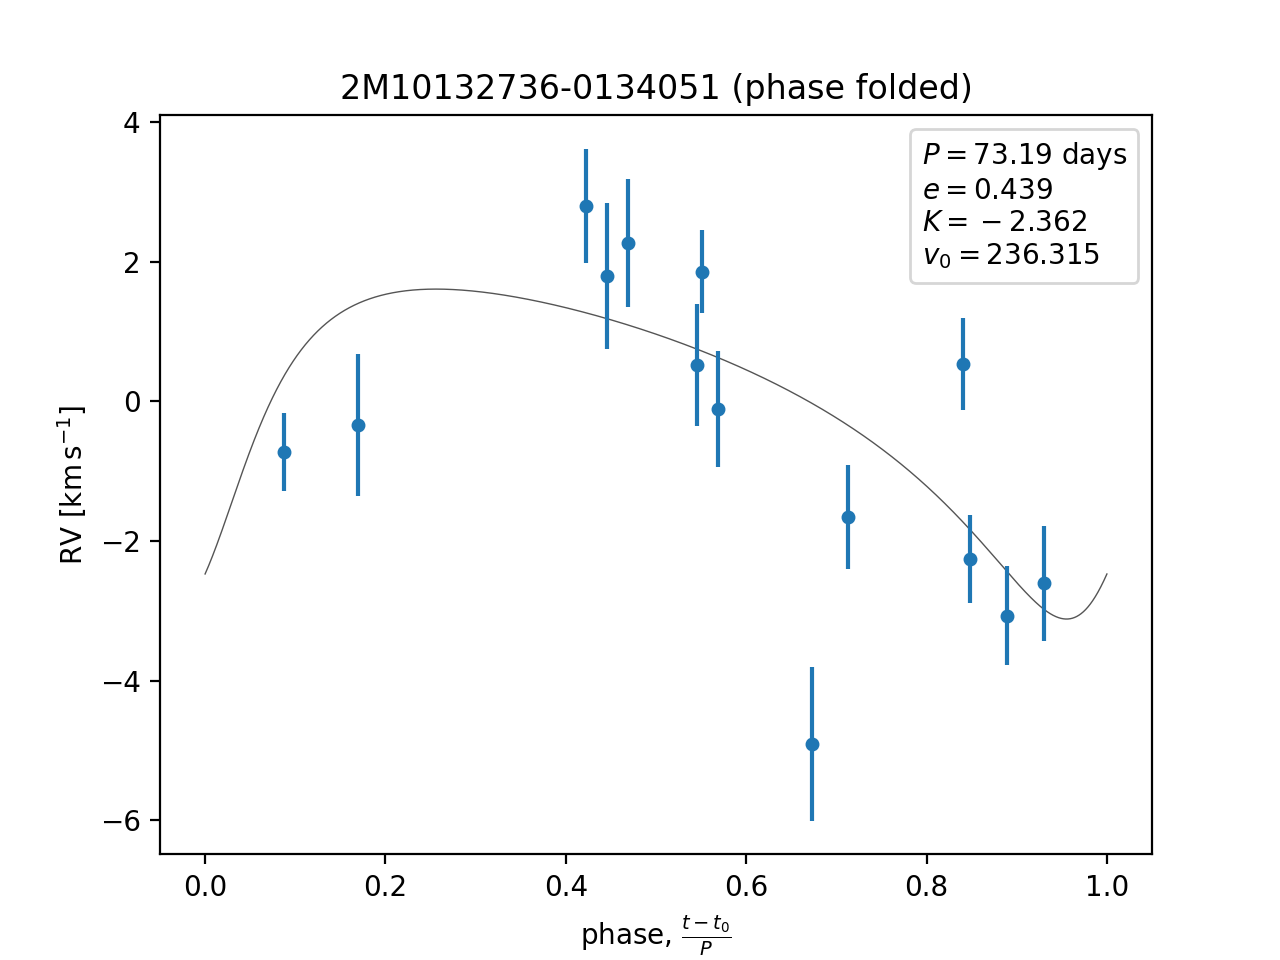 2M10132736-0134051 (phase folded)
P = 73.19 days
e = 0.439
K = −2.362
v₀ = 236.315
4
2
0
−2
−4
−6
RV [km s⁻¹]
0.0 0.2 0.4 0.6 0.8 1.0
phase, (t − t₀)/P